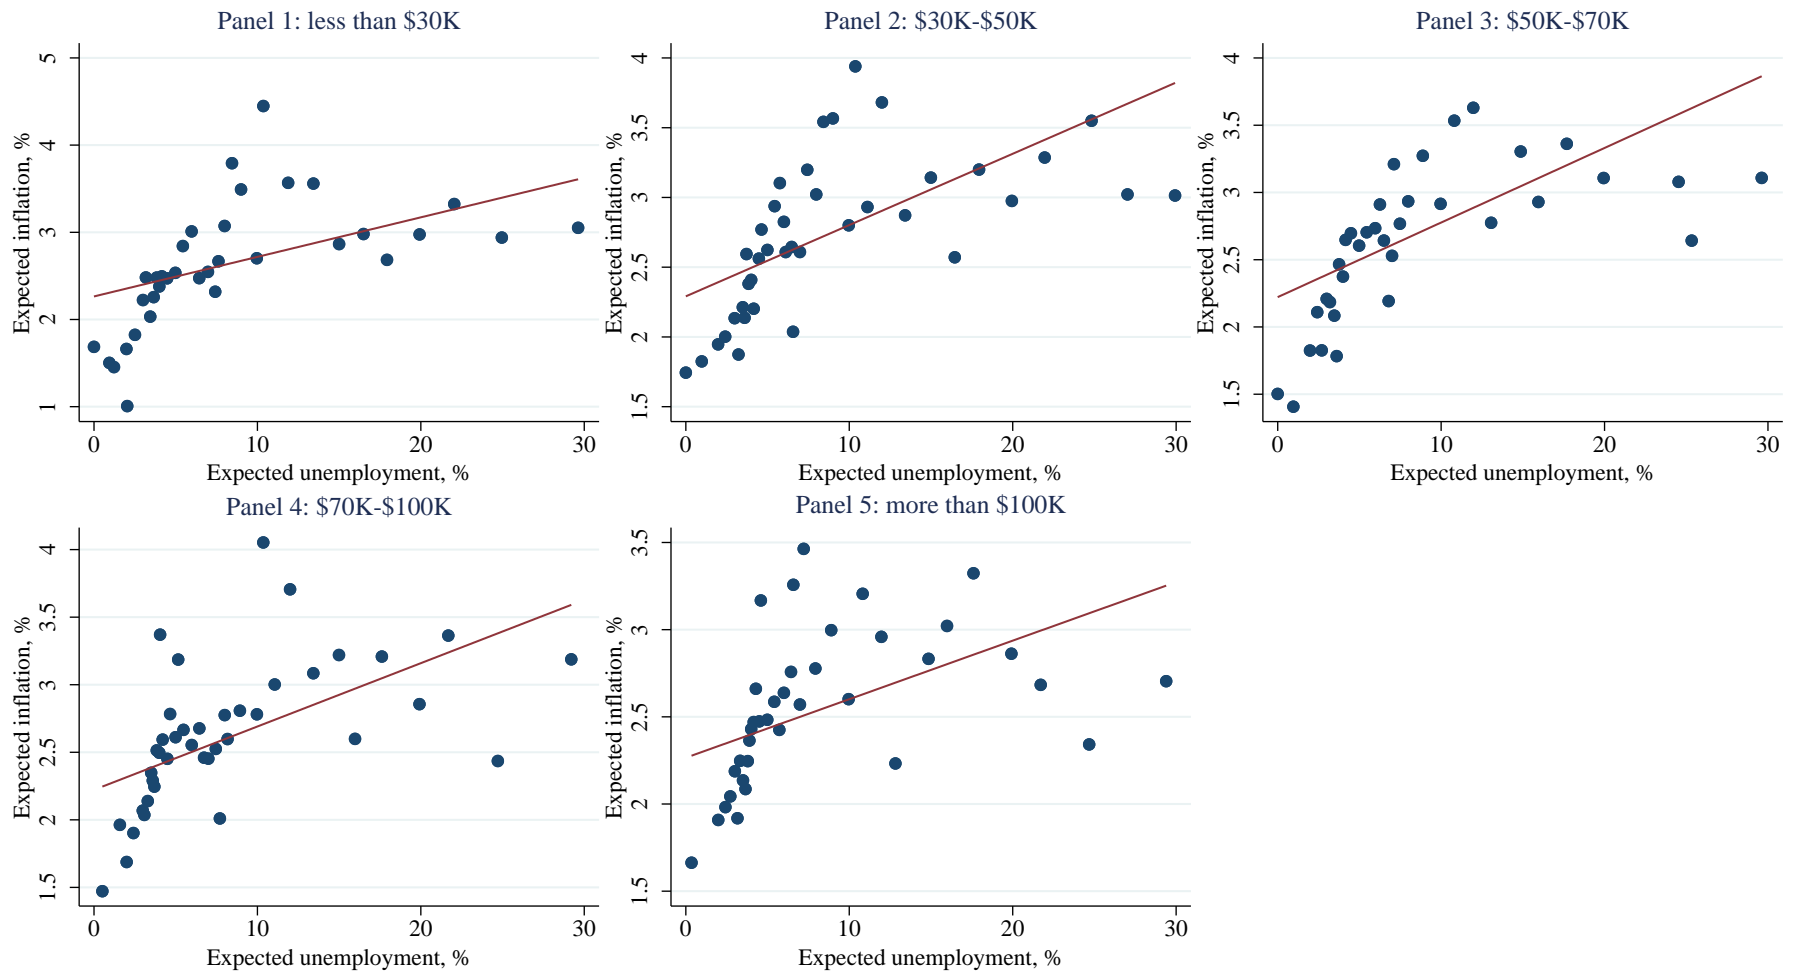 Panel 1: less than $30K
Expected inflation, %
5
4
3
2
1
0 10 20 30
Expected unemployment, %
Panel 2: $30K-$50K
Expected inflation, %
4
3.5
3
2.5
2
1.5
0 10 20 30
Expected unemployment, %
Panel 3: $50K-$70K
Expected inflation, %
4
3.5
3
2.5
2
1.5
0 10 20 30
Expected unemployment, %
Panel 4: $70K-$100K
Expected inflation, %
4
3.5
3
2.5
2
1.5
0 10 20 30
Expected unemployment, %
Panel 5: more than $100K
Expected inflation, %
3.5
3
2.5
2
1.5
0 10 20 30
Expected unemployment, %